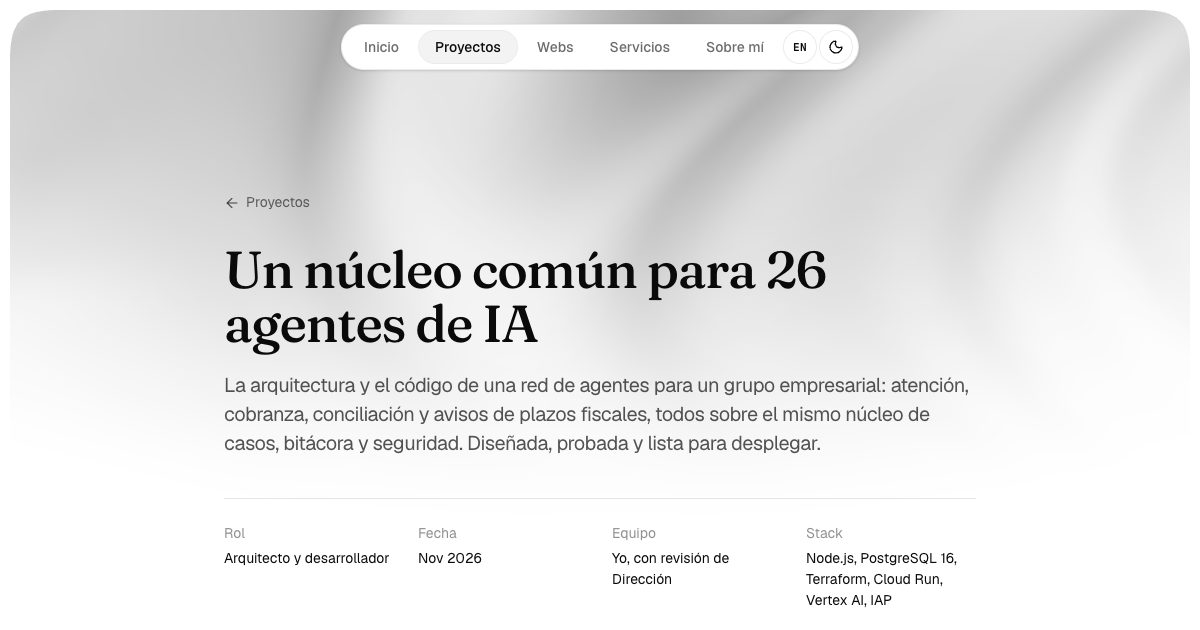 Inicio
Proyectos
Webs
Servicios
Sobre mí
EN
Proyectos
Un núcleo común para 26
agentes de IA
La arquitectura y el código de una red de agentes para un grupo empresarial: atención,
cobranza, conciliación y avisos de plazos fiscales, todos sobre el mismo núcleo de
casos, bitácora y seguridad. Diseñada, probada y lista para desplegar.
Rol
Arquitecto y desarrollador
Fecha
Nov 2026
Equipo
Yo, con revisión de
Dirección
Stack
Node.js, PostgreSQL 16,
Terraform, Cloud Run,
Vertex AI, IAP